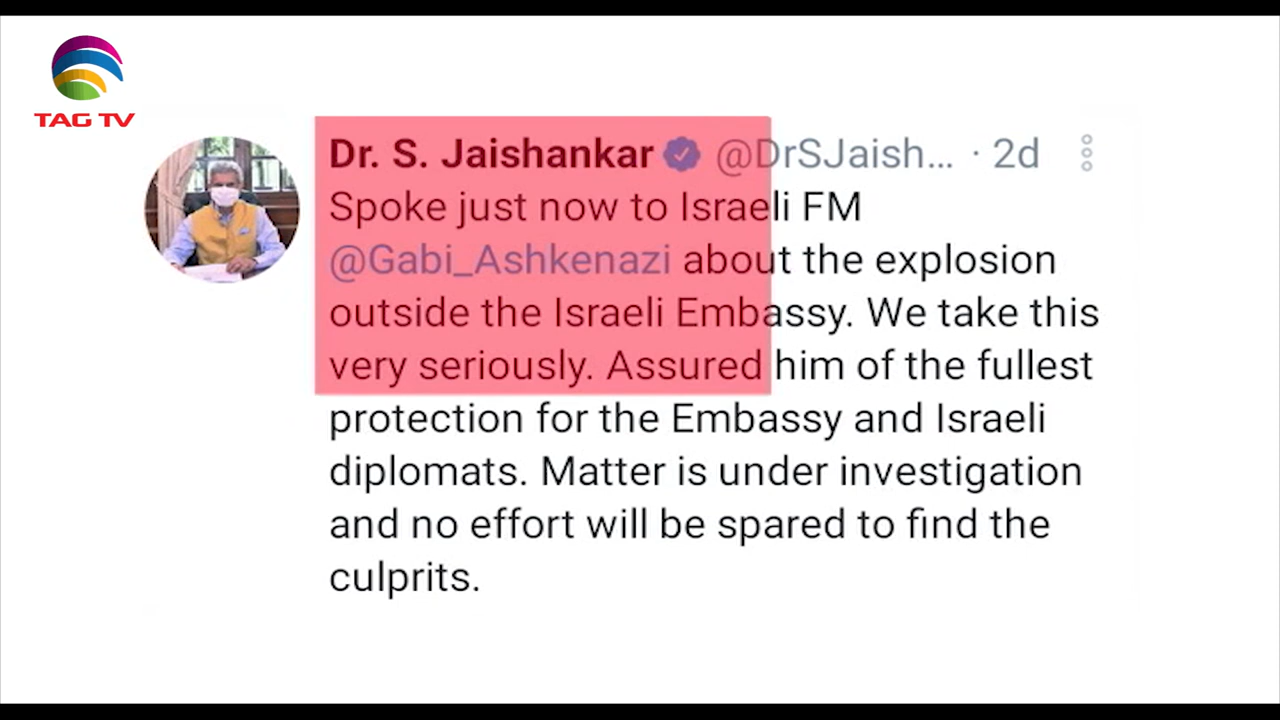 TAG TV
Dr. S. Jaishankar @DrSJaish... · 2d
Spoke just now to Israeli FM
@Gabi_Ashkenazi about the explosion
outside the Israeli Embassy. We take this
very seriously. Assured him of the fullest
protection for the Embassy and Israeli
diplomats. Matter is under investigation
and no effort will be spared to find the
culprits.